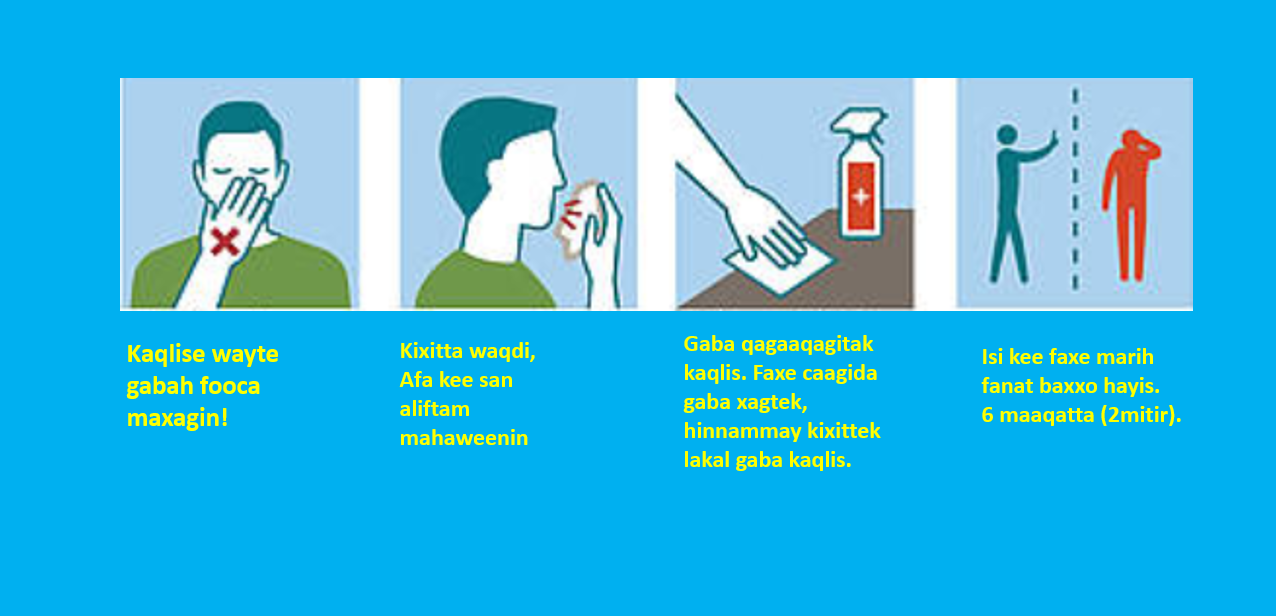 Kaqlise wayte
gabah fooca
maxagin!
Kixitta waqdi,
Afa kee san
aliftam
mahaweenin
Gaba qagaaqagitak
kaqlis. Faxe caagida
gaba xagtek,
hinnammay kixittek
lakal gaba kaqlis.
Isi kee faxe marih
fanat baxxo hayis.
6 maaqatta (2mitir).